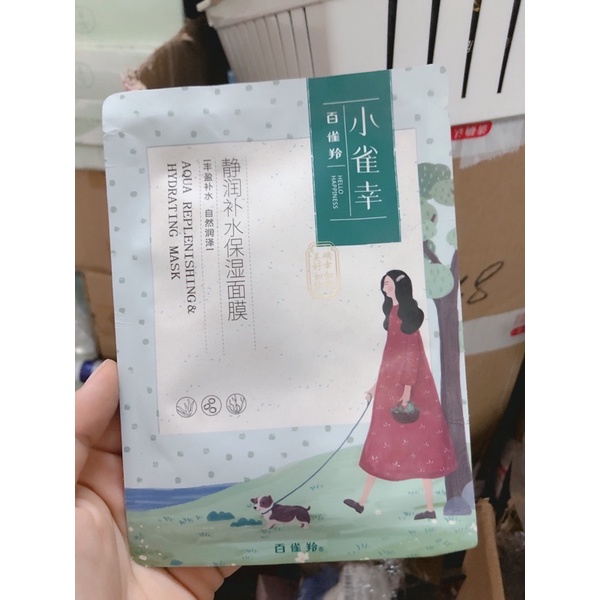 小雀幸
百雀羚
HELLO
HAPPINESS
静润补水保湿面膜
丰盈补水 自然润泽
AQUA REPLENISHING&
HYDRATING MASK
百雀羚